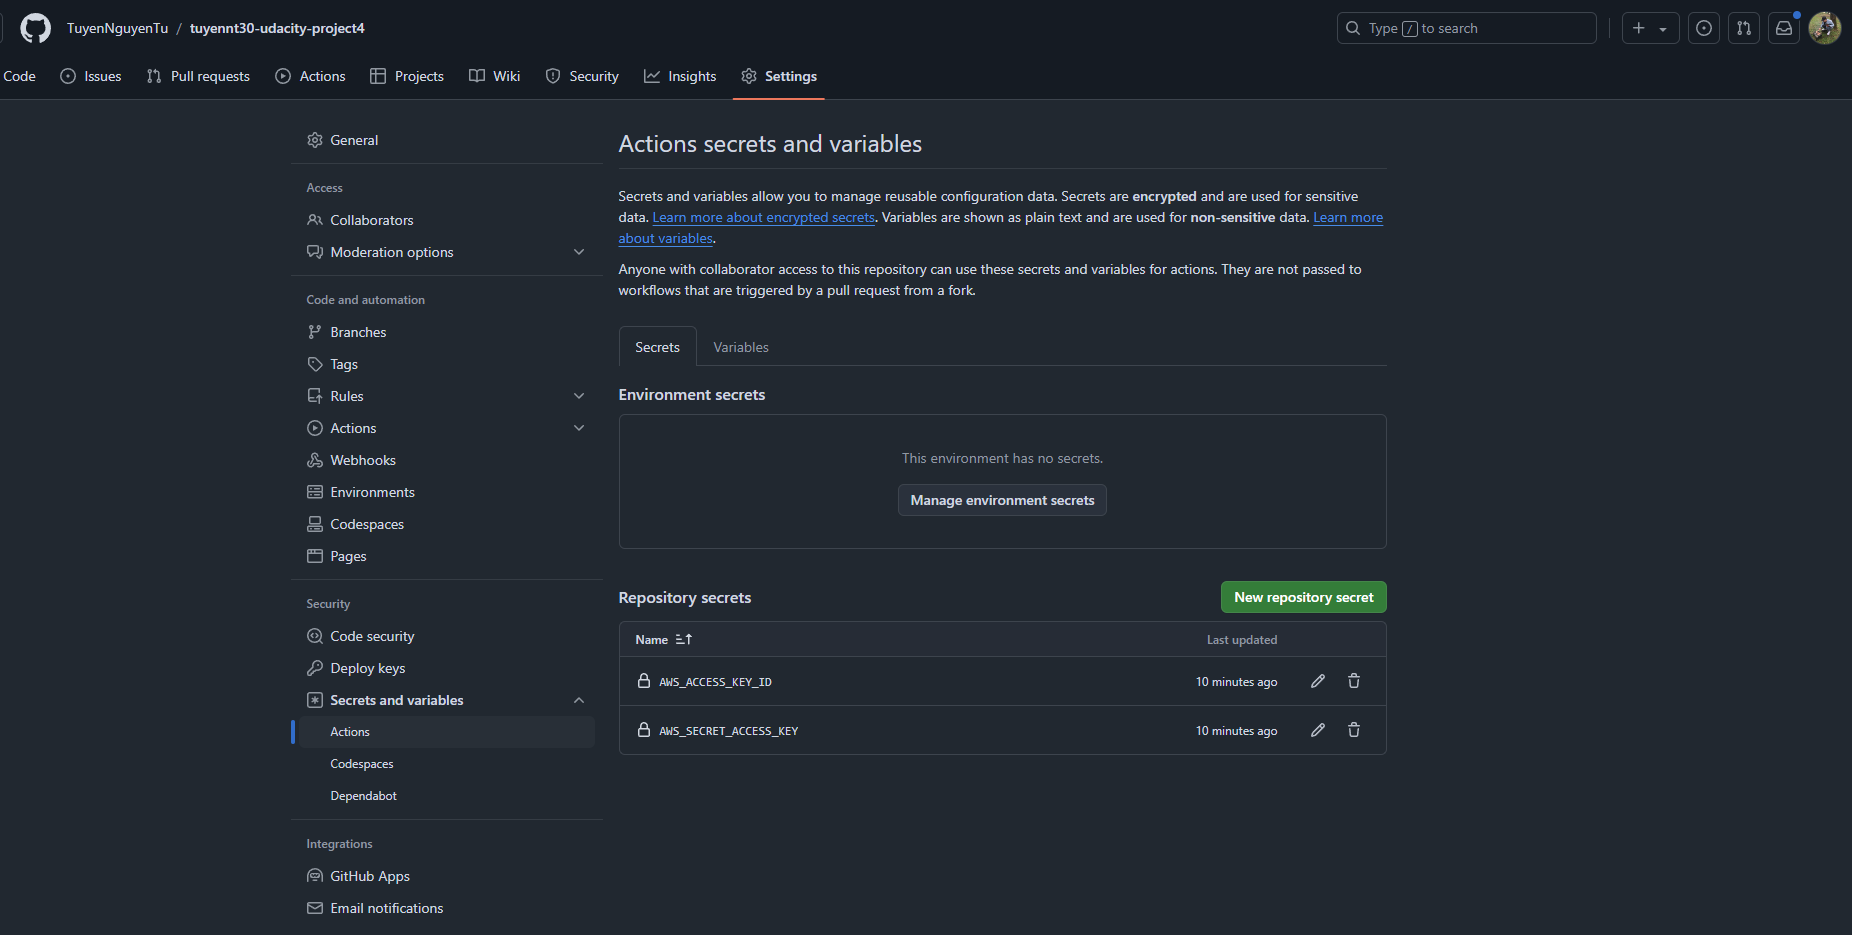 TuyenNguyenTu / tuyennt30-udacity-project4
Type / to search
Code Issues Pull requests Actions Projects Wiki Security Insights Settings
General
Access
Collaborators
Moderation options
Code and automation
Branches
Tags
Rules
Actions
Webhooks
Environments
Codespaces
Pages
Security
Code security
Deploy keys
Secrets and variables
Actions
Codespaces
Dependabot
Integrations
GitHub Apps
Email notifications
Actions secrets and variables
Secrets and variables allow you to manage reusable configuration data. Secrets are encrypted and are used for sensitive
data. Learn more about encrypted secrets. Variables are shown as plain text and are used for non-sensitive data. Learn more
about variables.
Anyone with collaborator access to this repository can use these secrets and variables for actions. They are not passed to
workflows that are triggered by a pull request from a fork.
Secrets Variables
Environment secrets
This environment has no secrets.
Manage environment secrets
Repository secrets New repository secret
Name Last updated
AWS_ACCESS_KEY_ID 10 minutes ago
AWS_SECRET_ACCESS_KEY 10 minutes ago